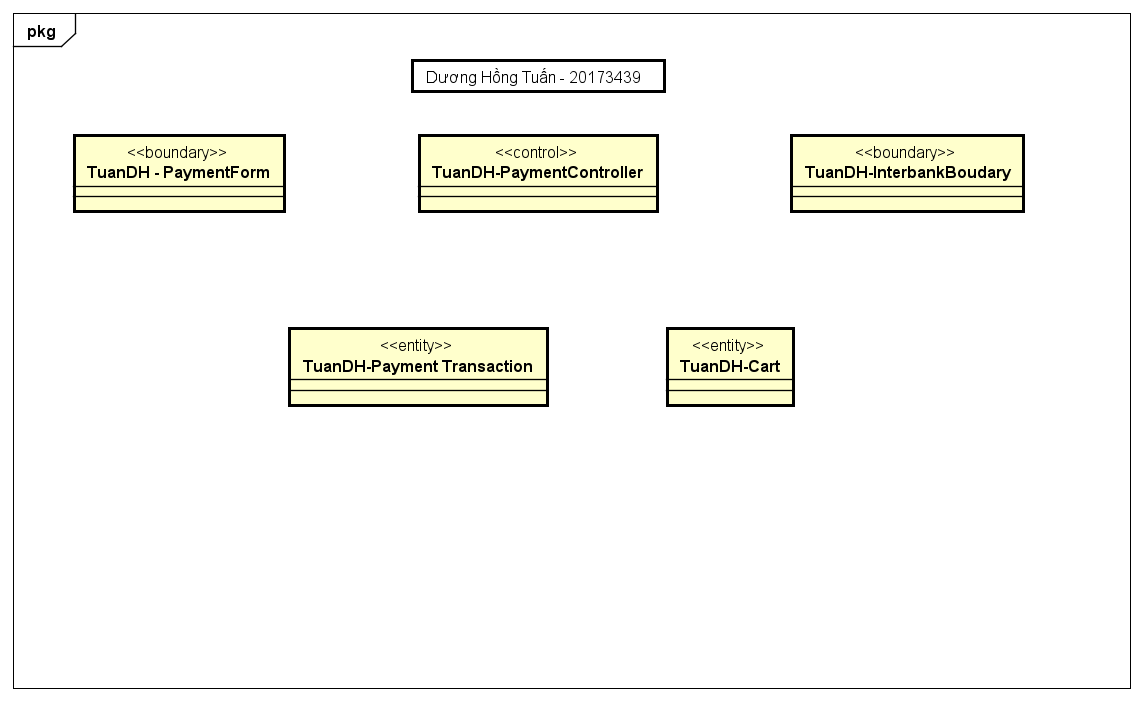 pkg
Dương Hồng Tuấn - 20173439
<<boundary>>
TuanDH - PaymentForm
<<control>>
TuanDH-PaymentController
<<boundary>>
TuanDH-InterbankBoudary
<<entity>>
TuanDH-Payment Transaction
<<entity>>
TuanDH-Cart